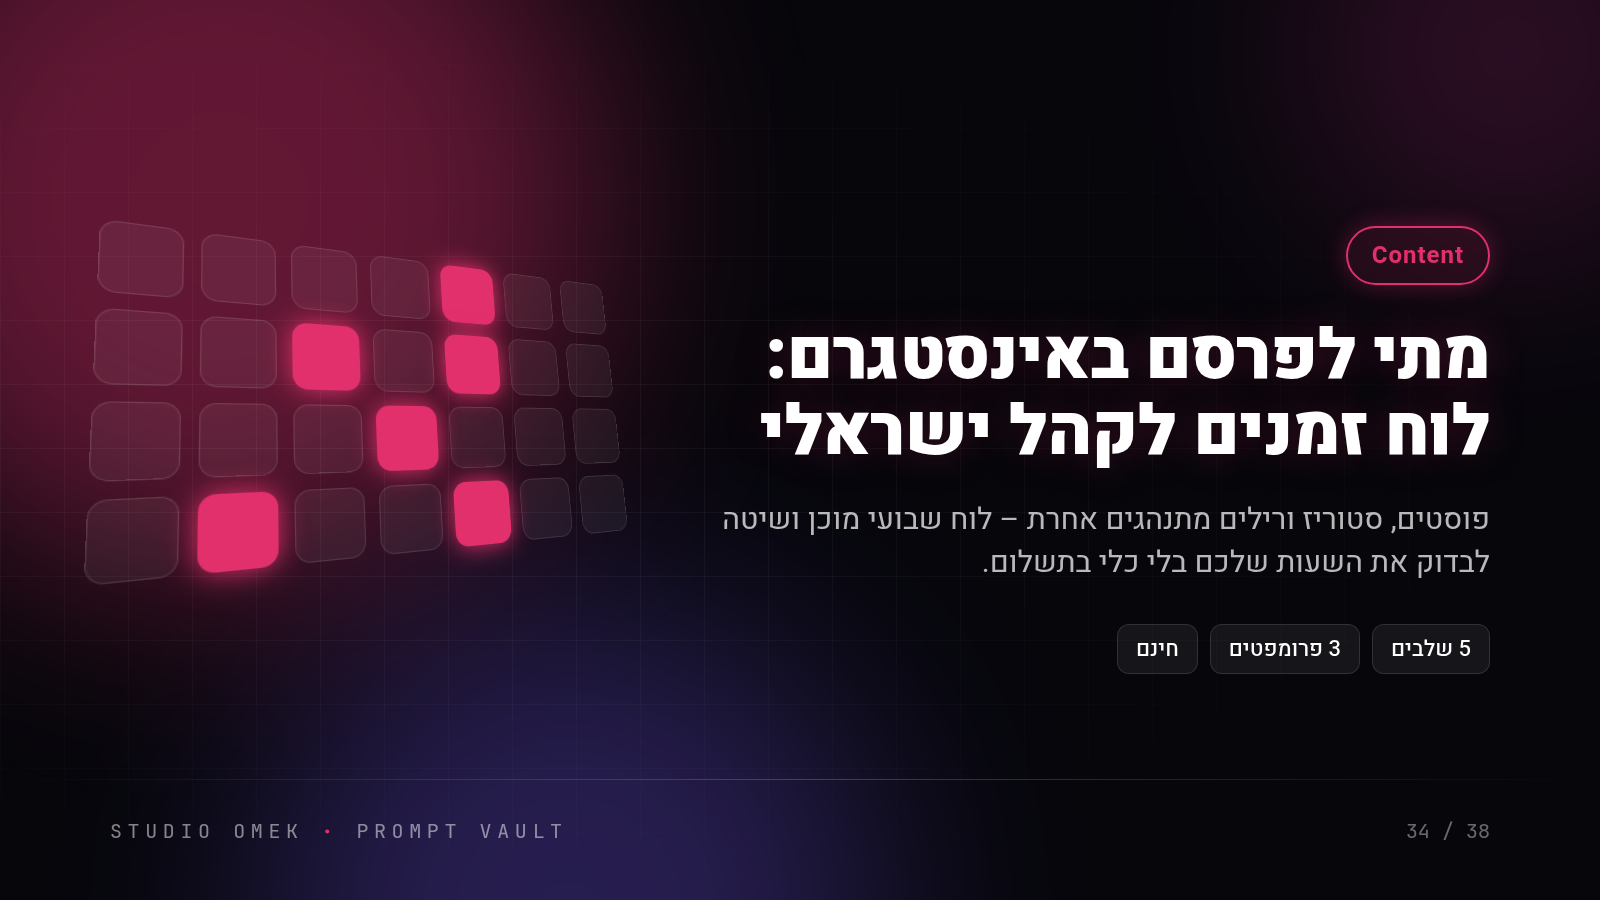 Content
מתי לפרסם באינסטגרם:
לוח זמנים לקהל ישראלי
פוסטים, סטוריז ורילים מתנהגים אחרת – לוח שבועי מוכן ושיטה
לבדוק את השעות שלכם בלי כלי בתשלום.
5 שלבים
3 פרומפטים
חינם
STUDIO OMEK • PROMPT VAULT
34 / 38